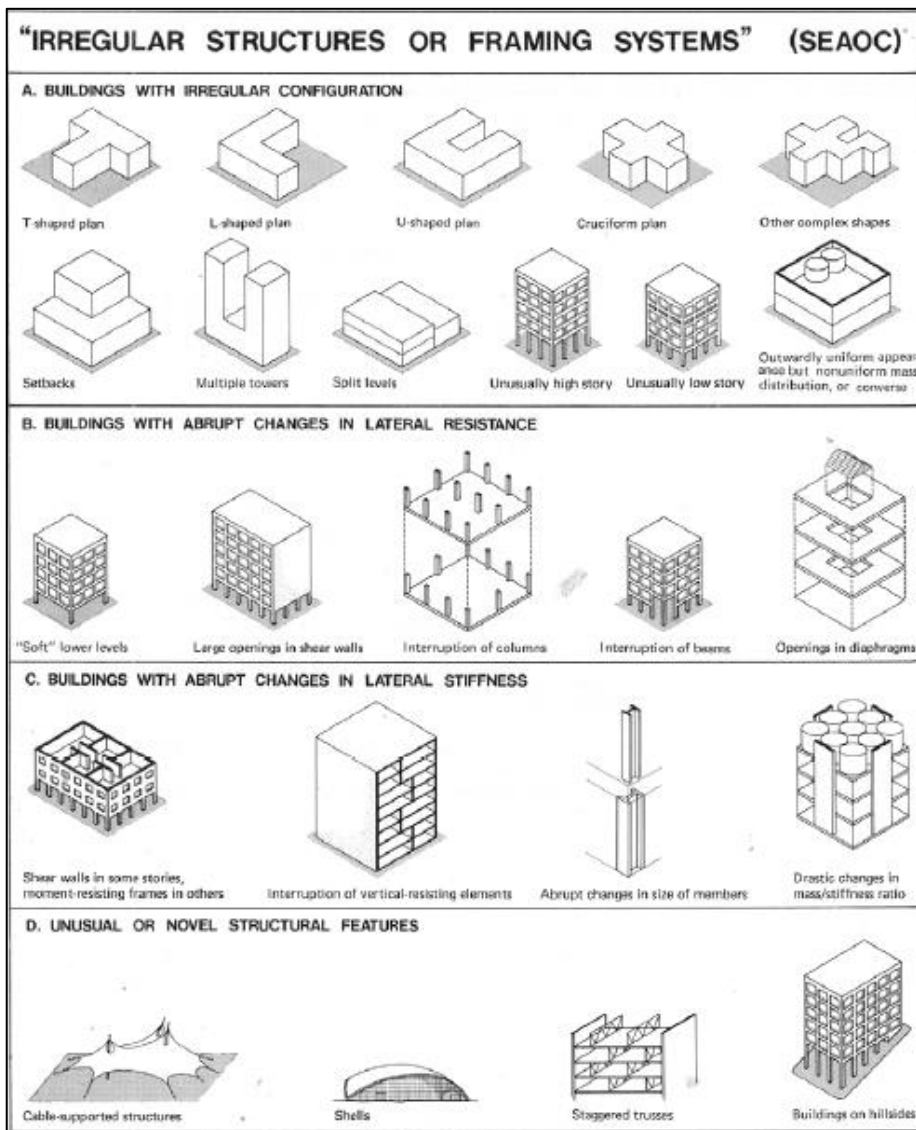 “IRREGULAR STRUCTURES OR FRAMING SYSTEMS” (SEAOC)
A. BUILDINGS WITH IRREGULAR CONFIGURATION
T-shaped plan
L-shaped plan
U-shaped plan
Cruciform plan
Other complex shapes
Setbacks
Multiple towers
Split levels
Unusually high story
Unusually low story
Outwardly uniform appear-
ance but nonuniform mass
distribution, or converse
B. BUILDINGS WITH ABRUPT CHANGES IN LATERAL RESISTANCE
“Soft” lower levels
Large openings in shear walls
Interruption of columns
Interruption of beams
Openings in diaphragms
C. BUILDINGS WITH ABRUPT CHANGES IN LATERAL STIFFNESS
Shear walls in some stories,
moment-resisting frames in others
Interruption of vertical-resisting elements
Abrupt changes in size of members
Drastic changes in
mass/stiffness ratio
D. UNUSUAL OR NOVEL STRUCTURAL FEATURES
Cable-supported structures
Shells
Staggered trusses
Buildings on hillsides